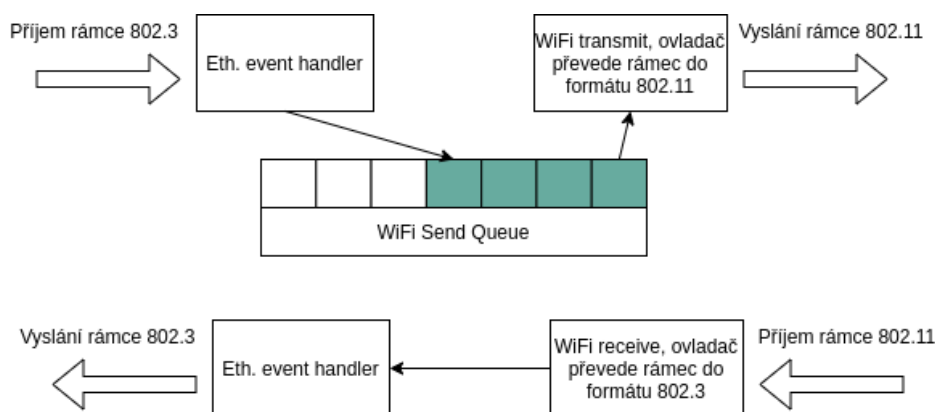 Příjem rámce 802.3
Eth. event handler
WiFi transmit, ovladač
převede rámec do
formátu 802.11
Vyslání rámce 802.11
WiFi Send Queue
Vyslání rámce 802.3
Eth. event handler
WiFi receive, ovladač
převede rámec do
formátu 802.3
Příjem rámce 802.11